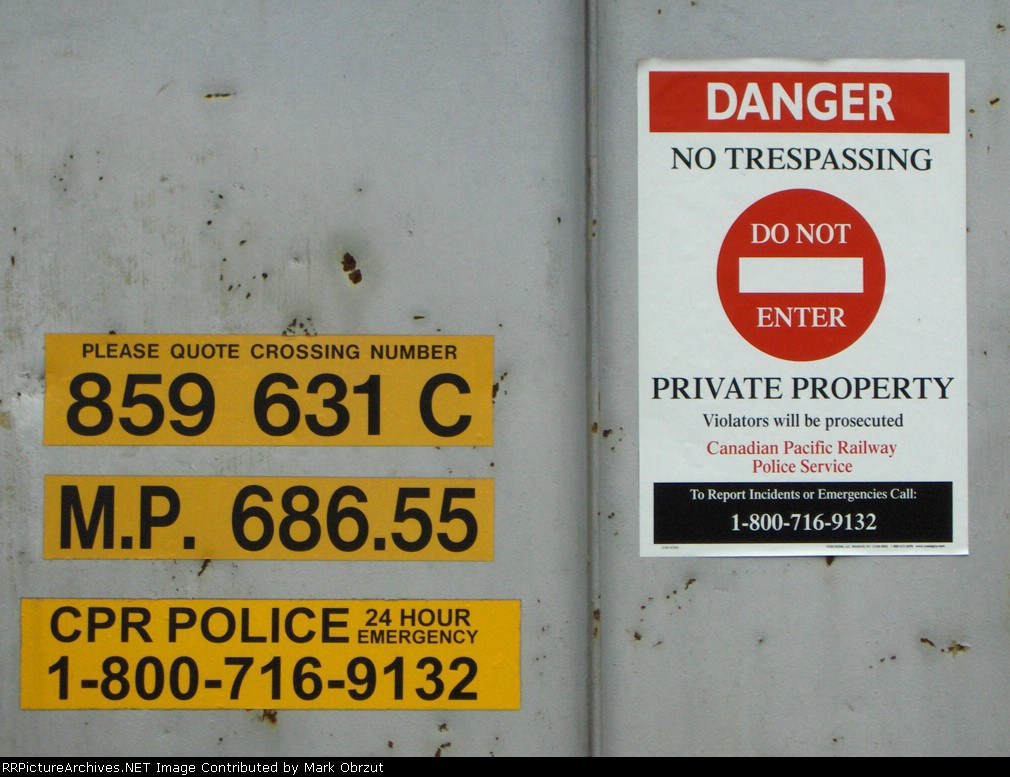 PLEASE QUOTE CROSSING NUMBER
859 631 C
M.P. 686.55
CPR POLICE 24 HOUR EMERGENCY
1-800-716-9132
DANGER
NO TRESPASSING
DO NOT
ENTER
PRIVATE PROPERTY
Violators will be prosecuted
Canadian Pacific Railway
Police Service
To Report Incidents or Emergencies Call:
1-800-716-9132
RRPictureArchives.NET Image Contributed by Mark Obrzut